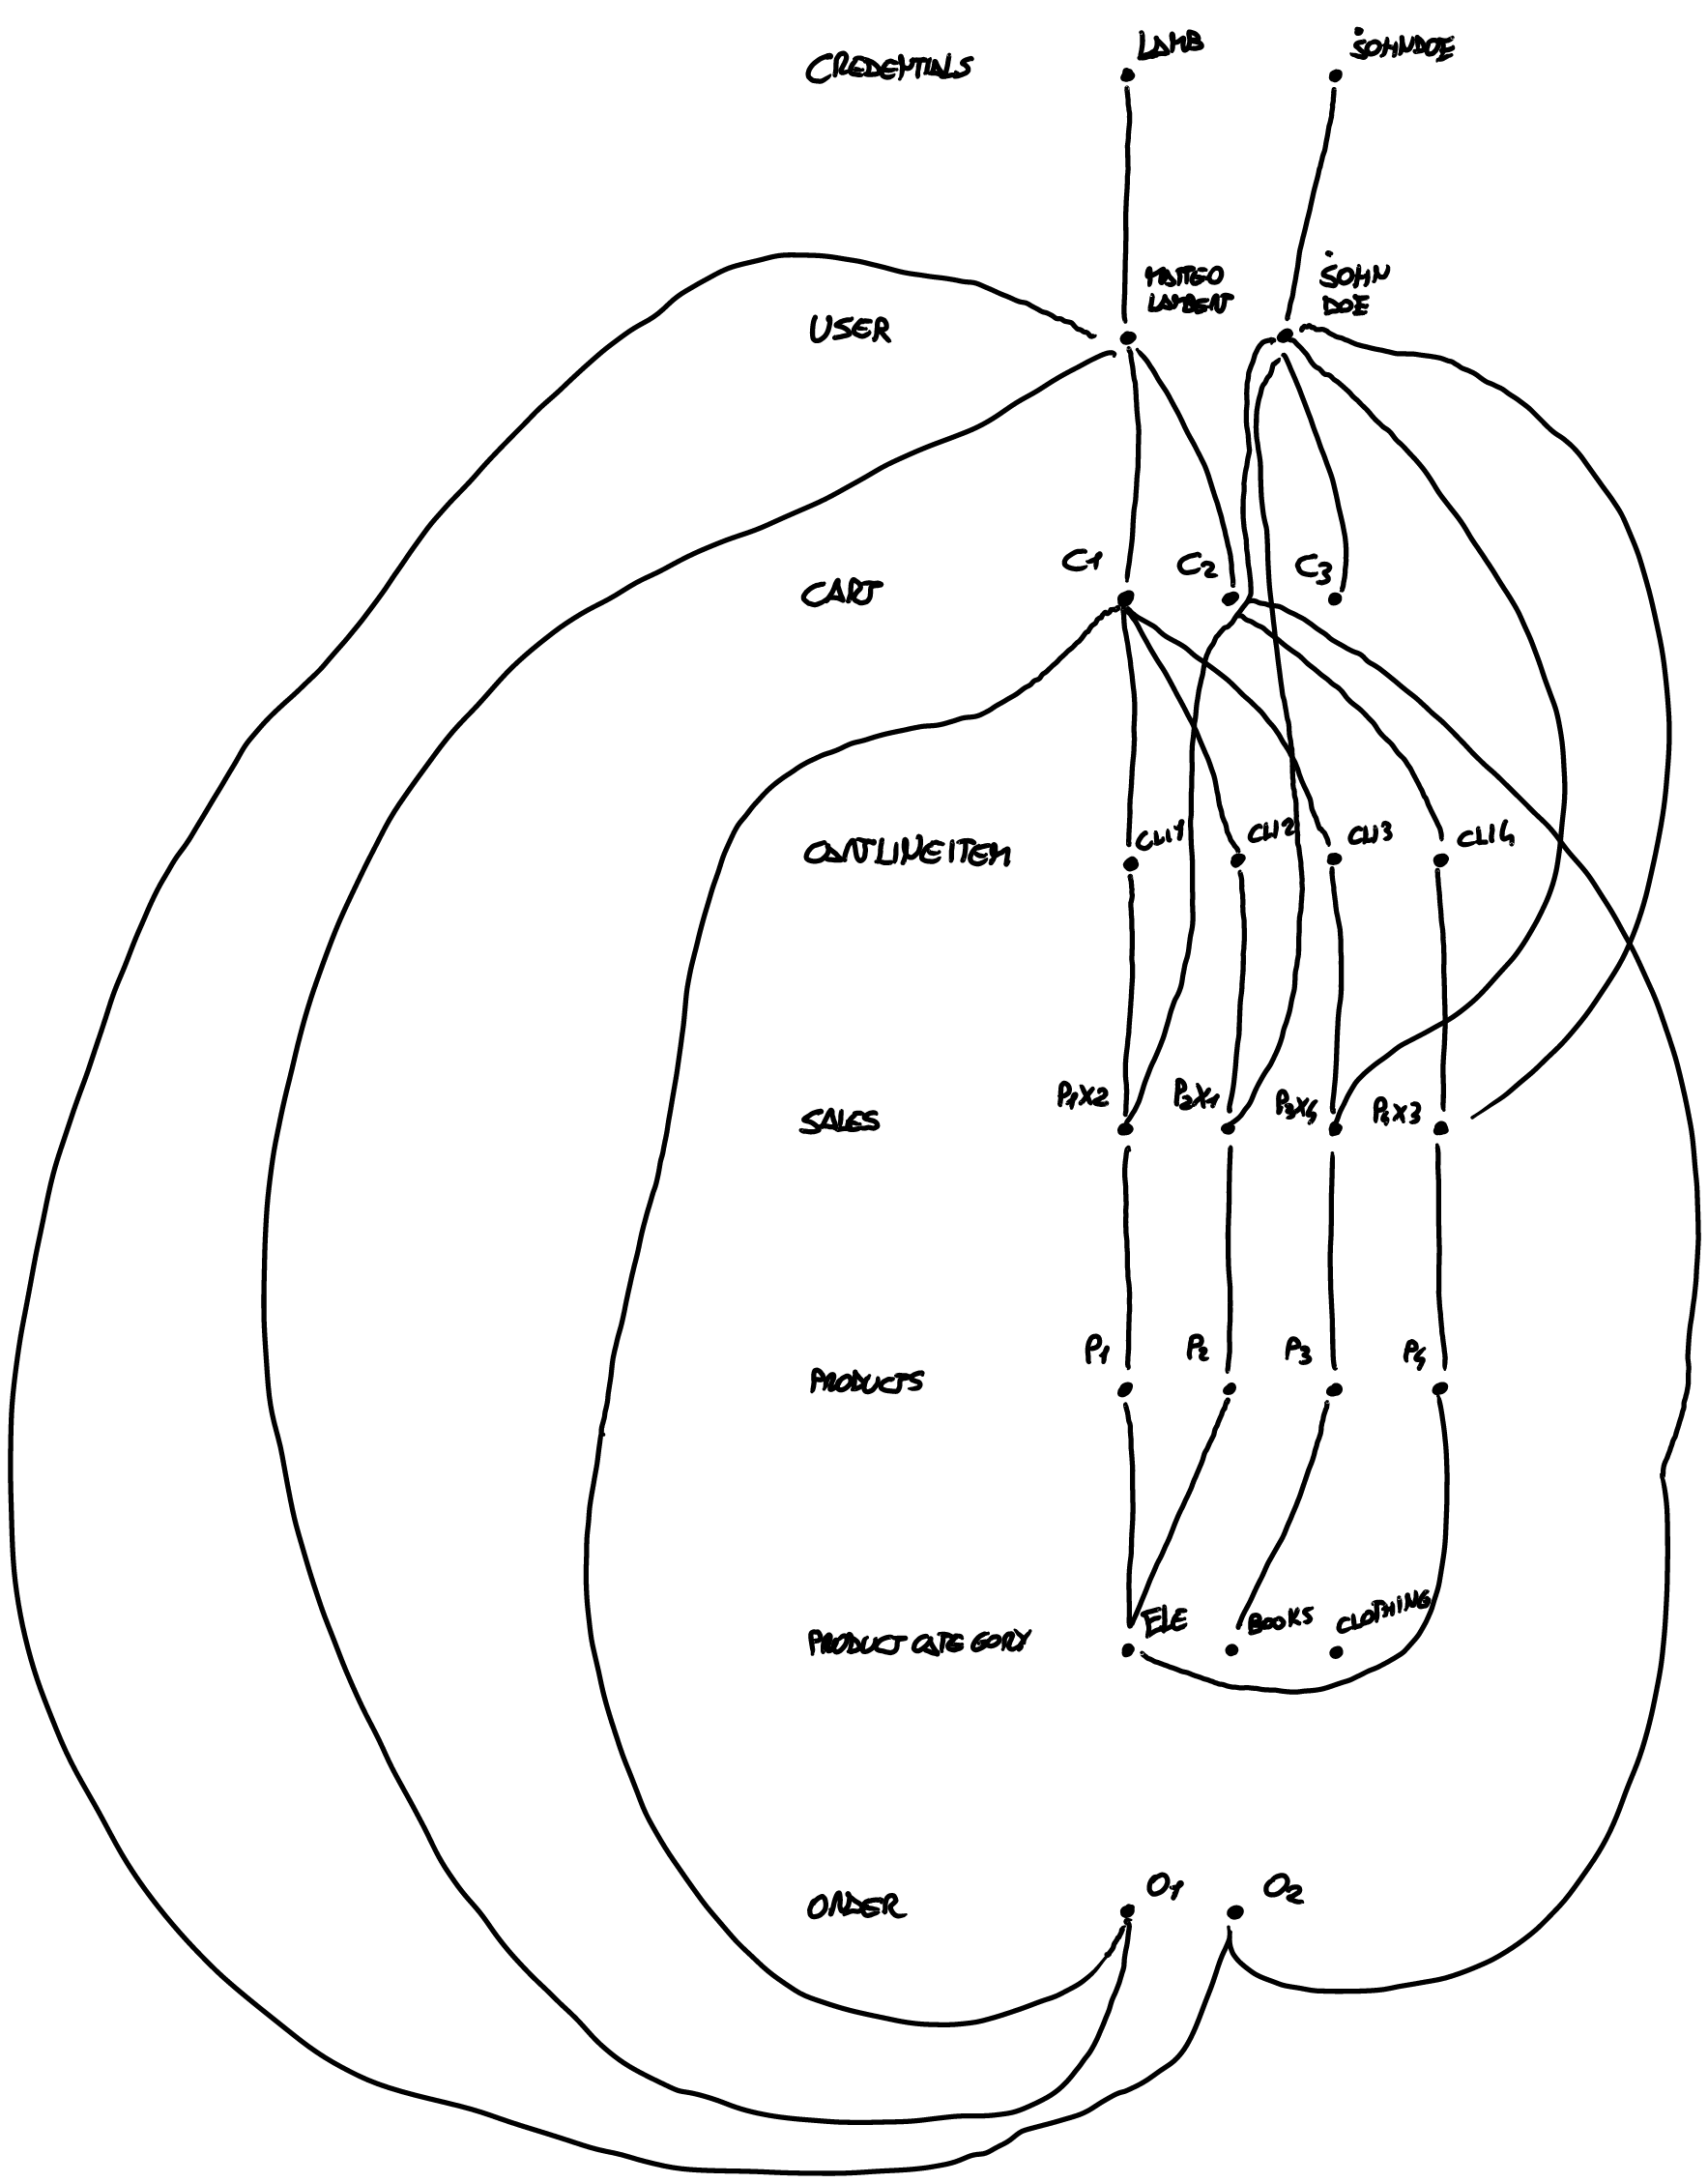 CREDENTIALS
LAMB
JOHNDOE
USER
MATTEO
LAMBERT
JOHN
DOE
CART
C1
C2
C3
CARTLINEITEM
CLI1
CLI2
CLI3
CLI4
SALES
P1X2
P2X1
P3X4
P4X3
PRODUCTS
P1
P2
P3
P4
PRODUCT CATEGORY
ELE
BOOKS
CLOTHING
ORDER
O1
O2